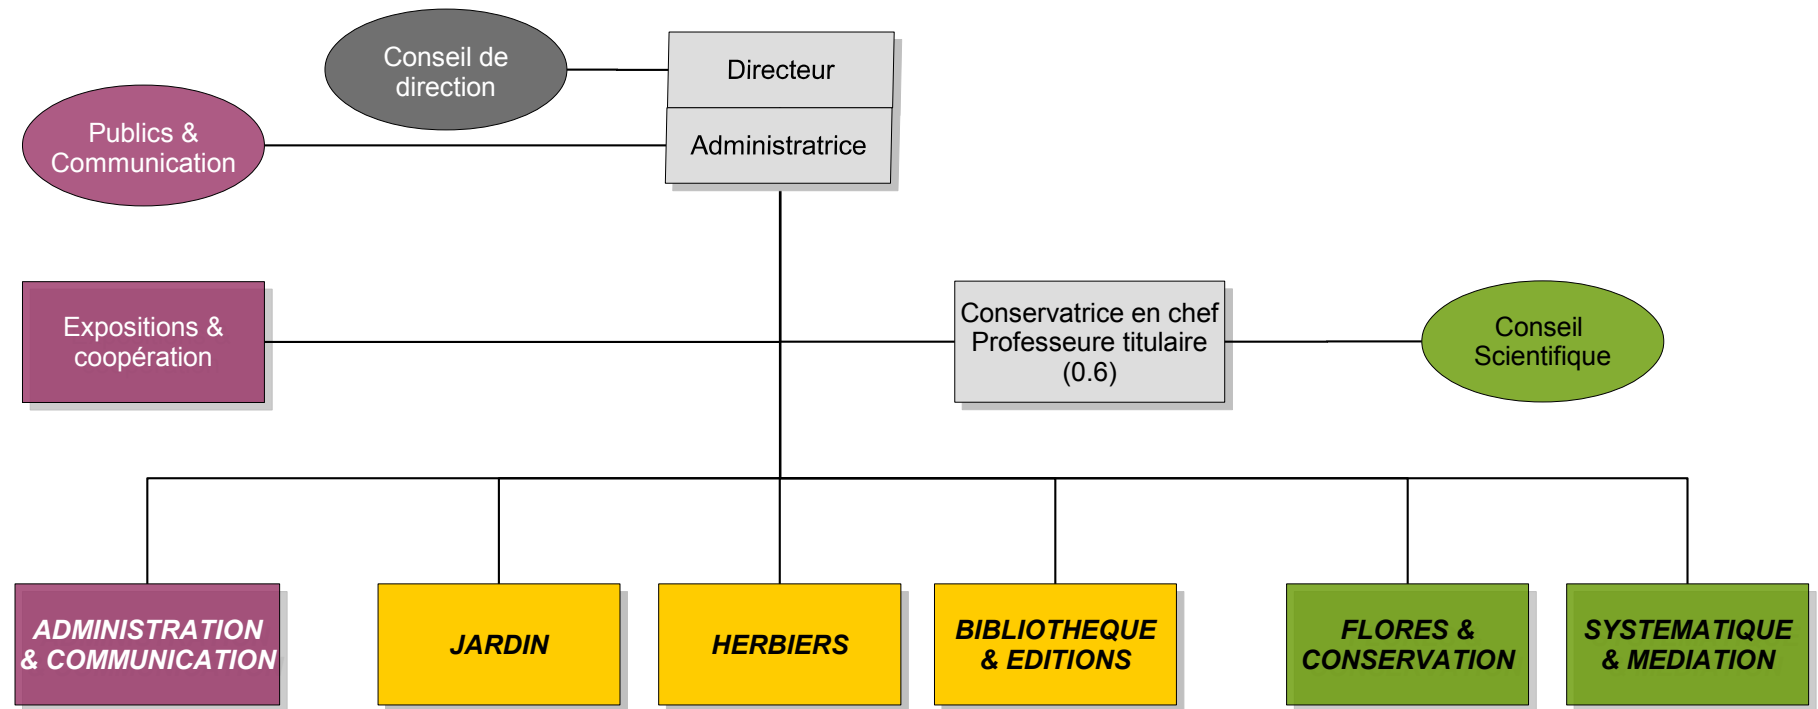 Conseil de
direction
Directeur
Publics &
Communication
Administratrice
Expositions &
coopération
Conservatrice en chef
Professeure titulaire
(0.6)
Conseil
Scientifique
ADMINISTRATION
& COMMUNICATION
JARDIN
HERBIERS
BIBLIOTHEQUE
& EDITIONS
FLORES &
CONSERVATION
SYSTEMATIQUE
& MEDIATION